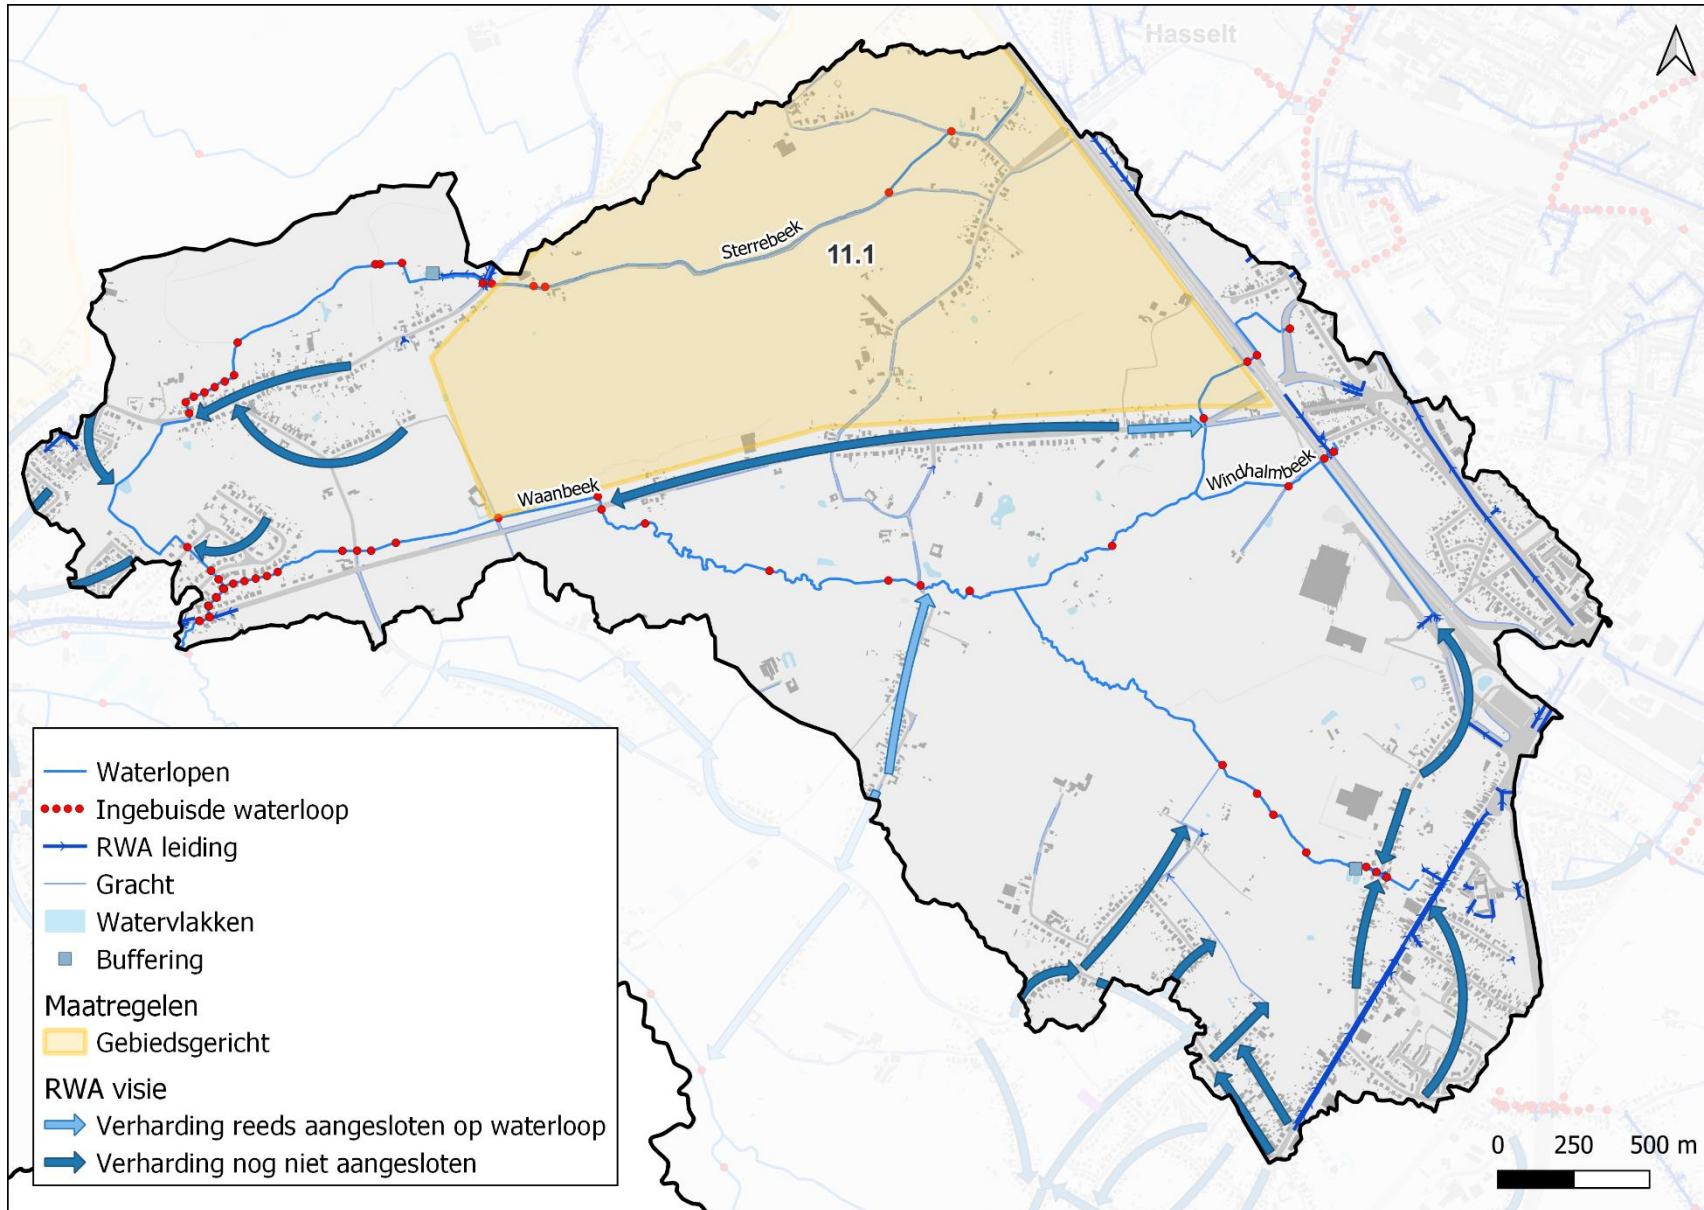 Hasselt
Sterrebeek
11.1
Waanbeek
Windhalmbeek
Waterlopen
Ingebuisde waterloop
RWA leiding
Gracht
Watervlakken
Buffering
Maatregelen
Gebiedsgericht
RWA visie
Verharding reeds aangesloten op waterloop
Verharding nog niet aangesloten
0 250 500 m